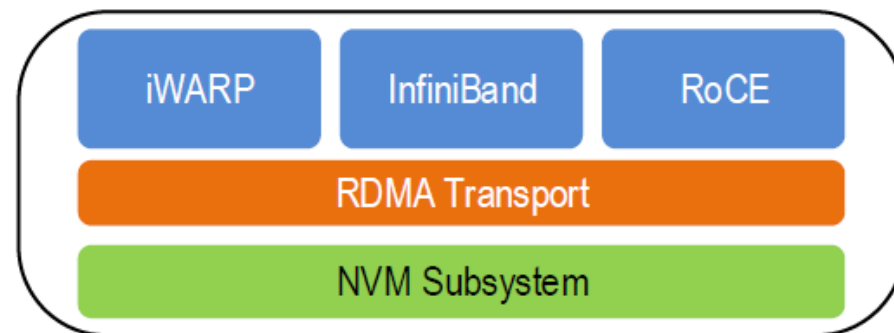 iWARP
InfiniBand
RoCE
RDMA Transport
NVM Subsystem